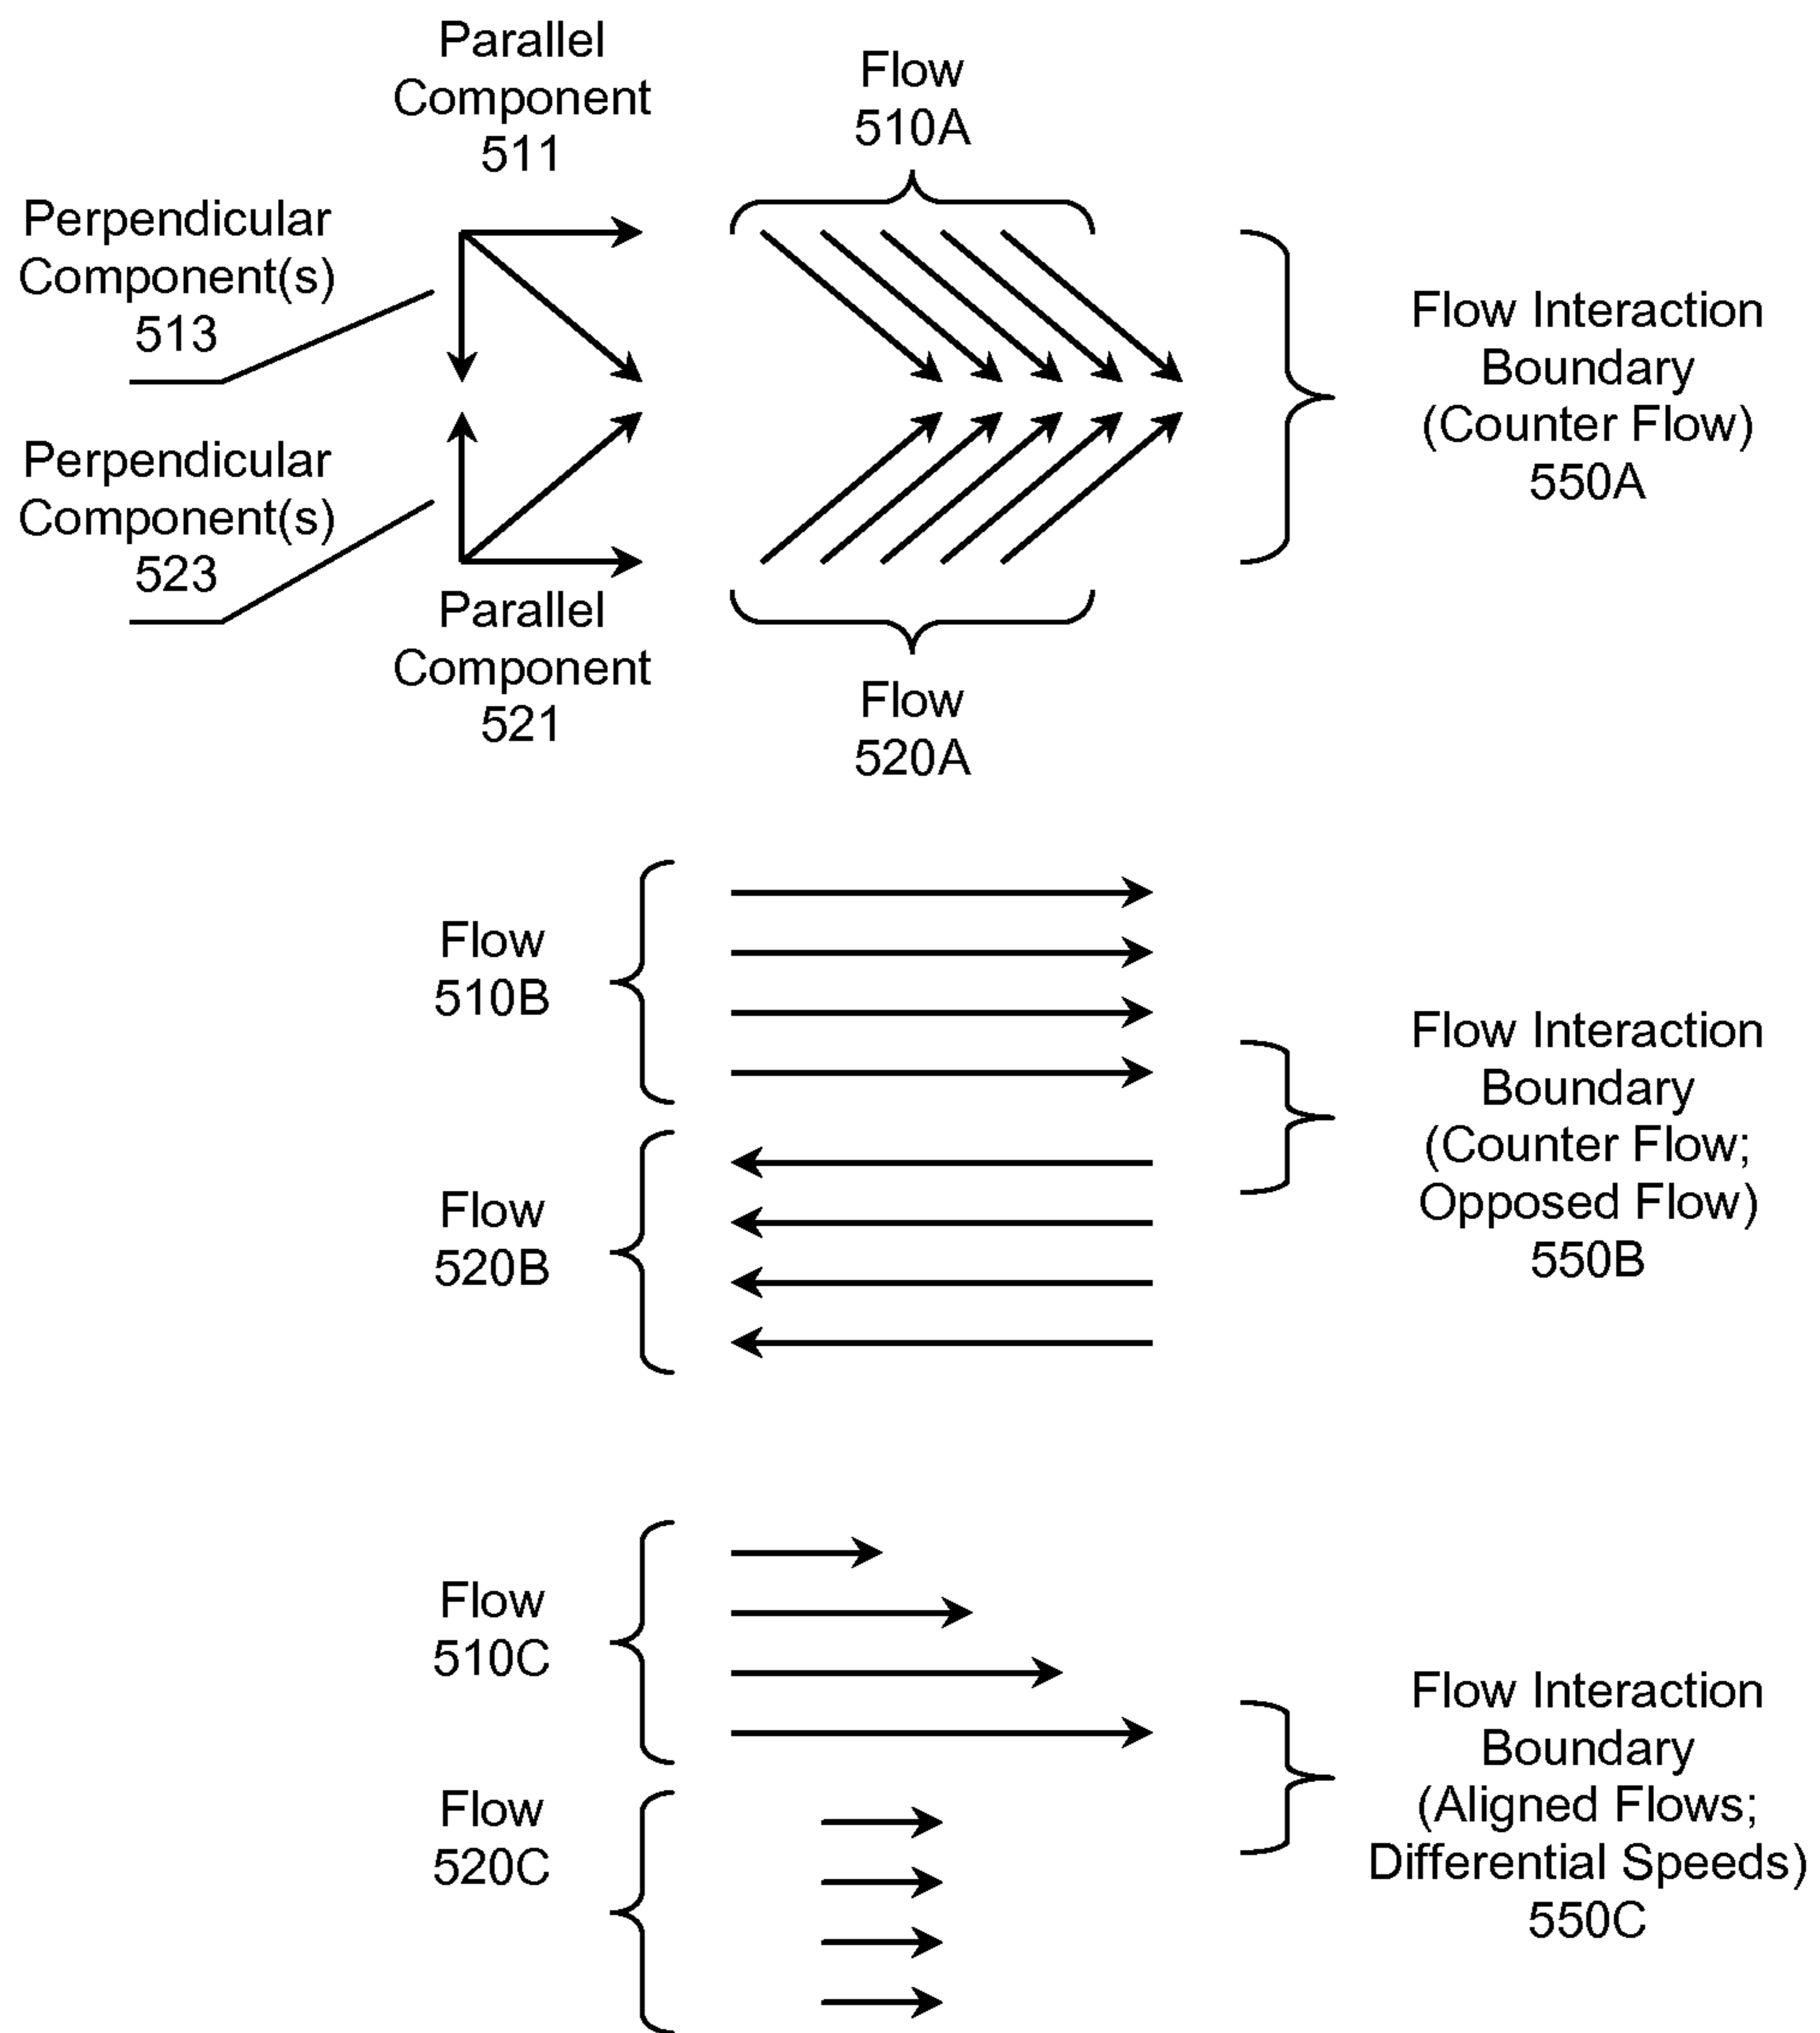 Parallel
Component
511
Flow
510A
Perpendicular
Component(s)
513
Flow Interaction
Boundary
(Counter Flow)
550A
Perpendicular
Component(s)
523
Parallel
Component
521
Flow
520A
Flow
510B
Flow Interaction
Boundary
(Counter Flow;
Opposed Flow)
550B
Flow
520B
Flow
510C
Flow Interaction
Boundary
(Aligned Flows;
Differential Speeds)
550C
Flow
520C